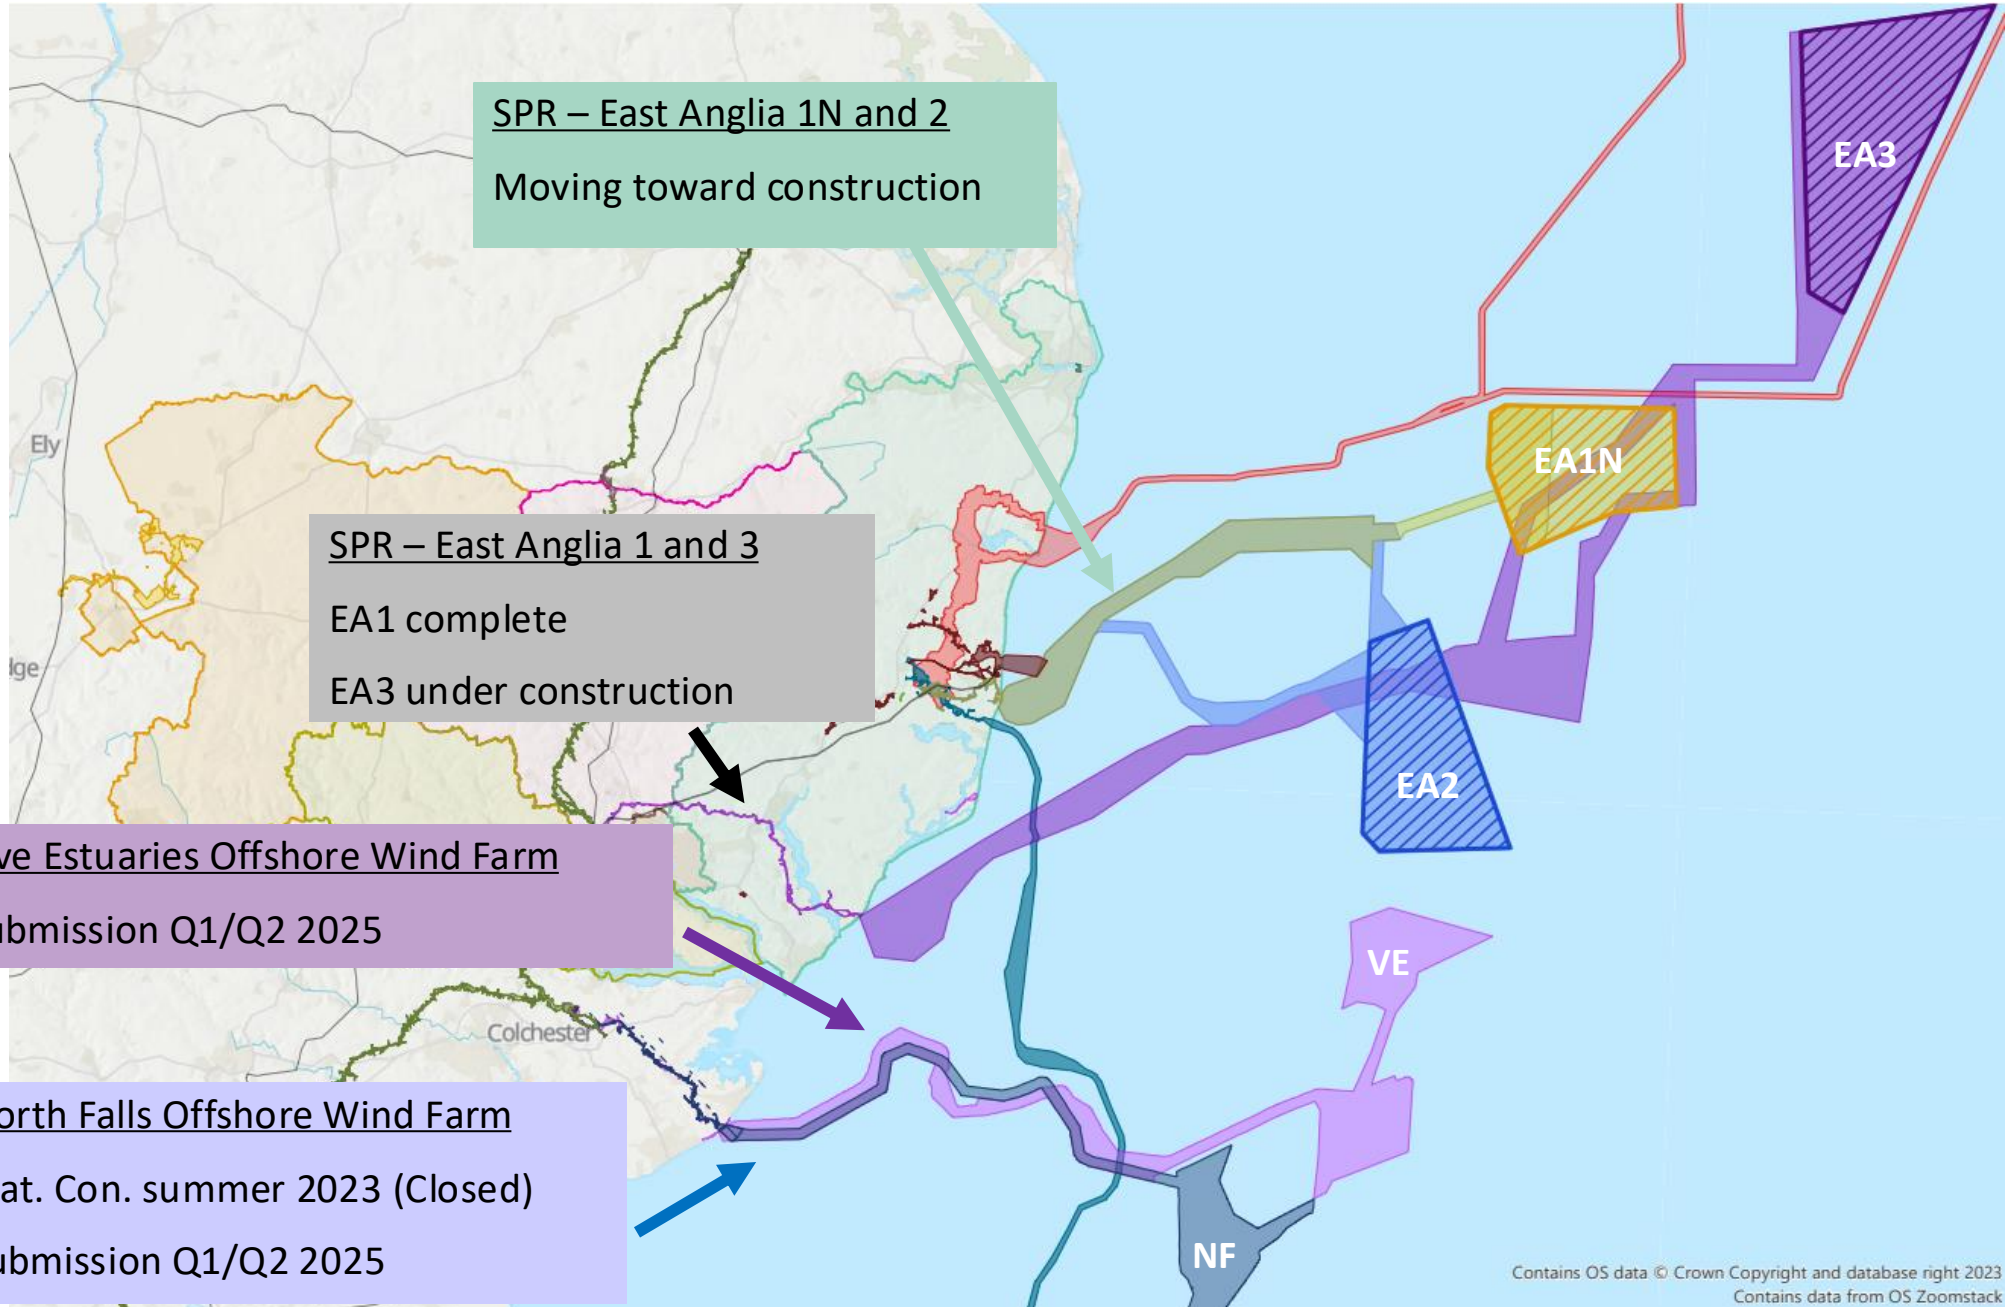 SPR – East Anglia 1N and 2
Moving toward construction
EA3
EA1N
Ely
SPR – East Anglia 1 and 3
EA1 complete
EA3 under construction
dge
EA2
ve Estuaries Offshore Wind Farm
ubmission Q1/Q2 2025
VE
Colchester
orth Falls Offshore Wind Farm
at. Con. summer 2023 (Closed)
ubmission Q1/Q2 2025
NF
Contains OS data © Crown Copyright and database right 2023
Contains data from OS Zoomstack